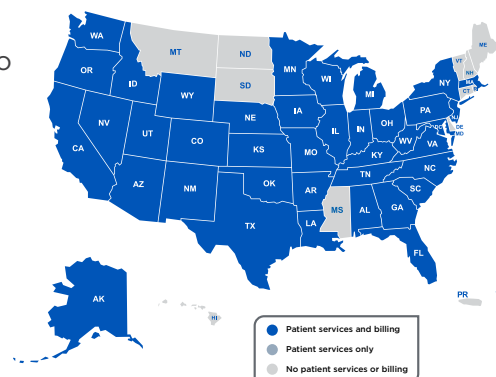 O
WA
MT
ND
MN
ME
VT
NH
OR
ID
SD
WI
MI
NY
MA
CT
WY
IA
PA
NJ
NV
NE
IL
IN
OH
DE
MD
DC
UT
CO
KS
MO
WV
VA
KY
CA
NC
TN
AZ
NM
OK
AR
SC
MS
AL
GA
TX
LA
FL
AK
HI
PR
Patient services and billing
Patient services only
No patient services or billing